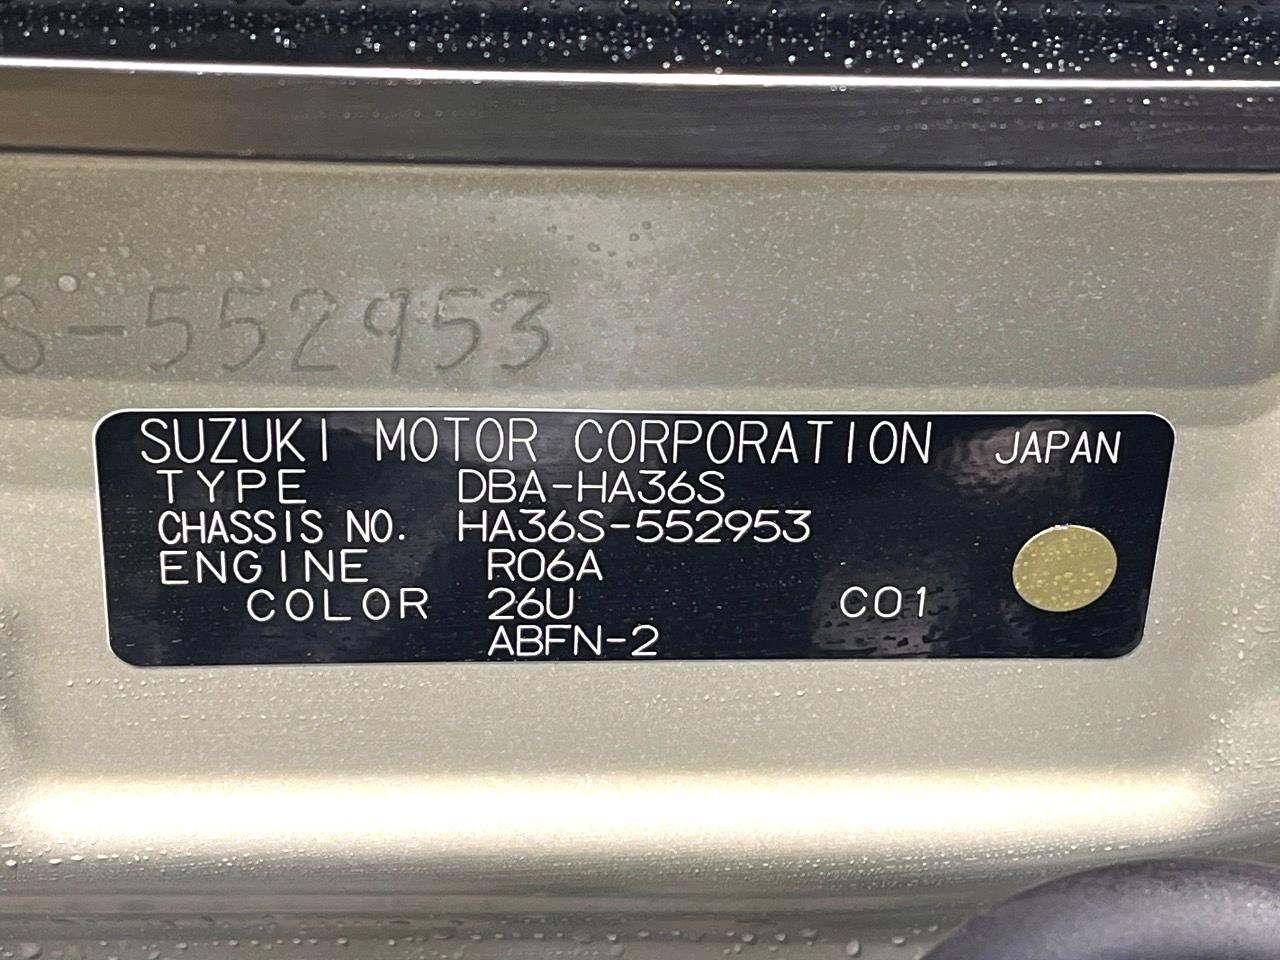 S-552953
SUZUKI MOTOR CORPORATION JAPAN
TYPE DBA-HA36S
CHASSIS NO. HA36S-552953
ENGINE R06A
COLOR 26U C01
ABFN-2